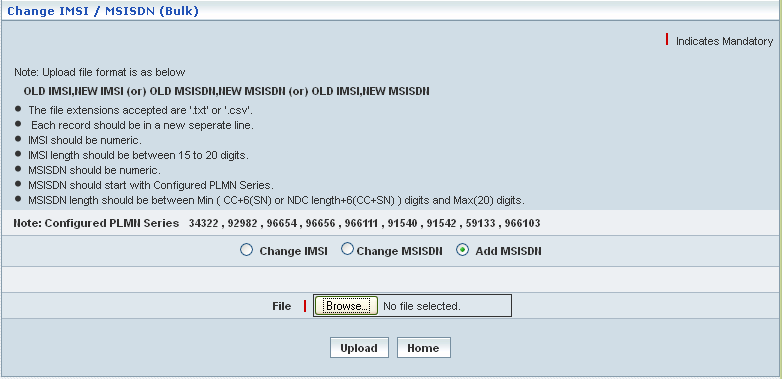 Change IMSI / MSISDN (Bulk)
Indicates Mandatory
Note: Upload file format is as below
OLD IMSI,NEW IMSI (or) OLD MSISDN,NEW MSISDN (or) OLD IMSI,NEW MSISDN
The file extensions accepted are '.txt' or '.csv'.
Each record should be in a new seperate line.
IMSI should be numeric.
IMSI length should be between 15 to 20 digits.
MSISDN should be numeric.
MSISDN should start with Configured PLMN Series.
MSISDN length should be between Min ( CC+6(SN) or NDC length+6(CC+SN) ) digits and Max(20) digits.
Note: Configured PLMN Series 34322 , 92982 , 96654 , 96656 , 966111 , 91540 , 91542 , 59133 , 966103
Change IMSI Change MSISDN Add MSISDN
File Browse... No file selected.
Upload Home